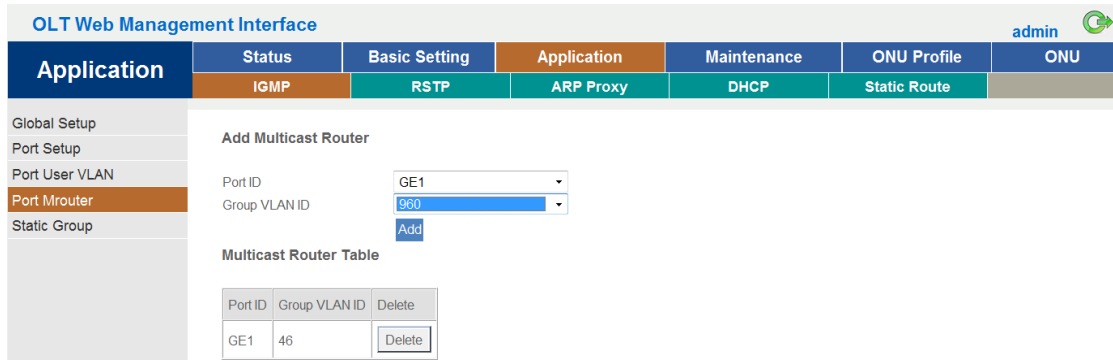 OLT Web Management Interface
admin
Application
Status Basic Setting Application Maintenance ONU Profile ONU
IGMP RSTP ARP Proxy DHCP Static Route
Global Setup
Port Setup
Port User VLAN
Port Mrouter
Static Group
Add Multicast Router
Port ID GE1
Group VLAN ID 960
Add
Multicast Router Table
Port ID Group VLAN ID Delete
GE1 46 Delete